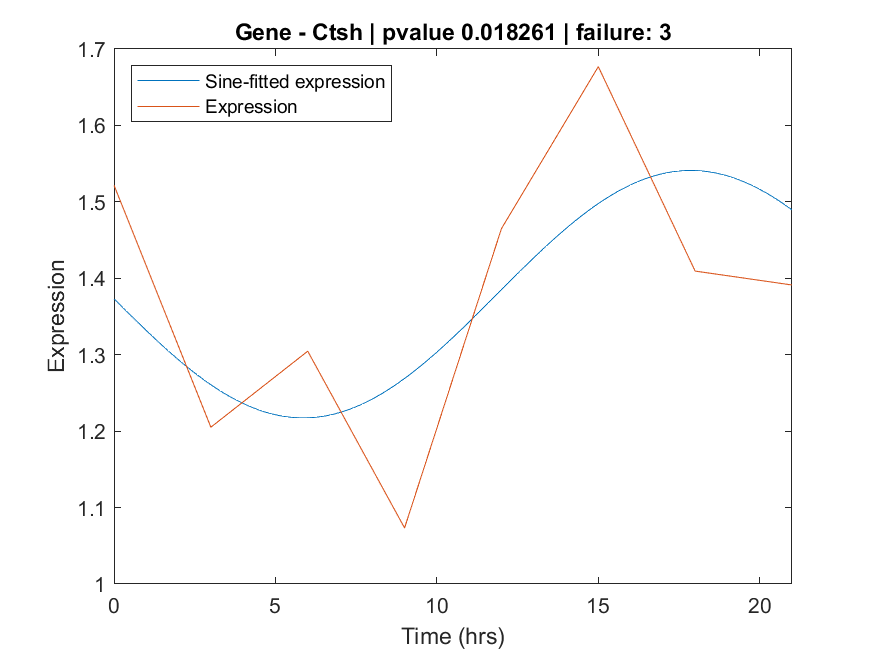 Gene - Ctsh | pvalue 0.018261 | failure: 3
Sine-fitted expression
Expression
1.7
1.6
1.5
1.4
1.3
1.2
1.1
1
Expression
0 5 10 15 20
Time (hrs)